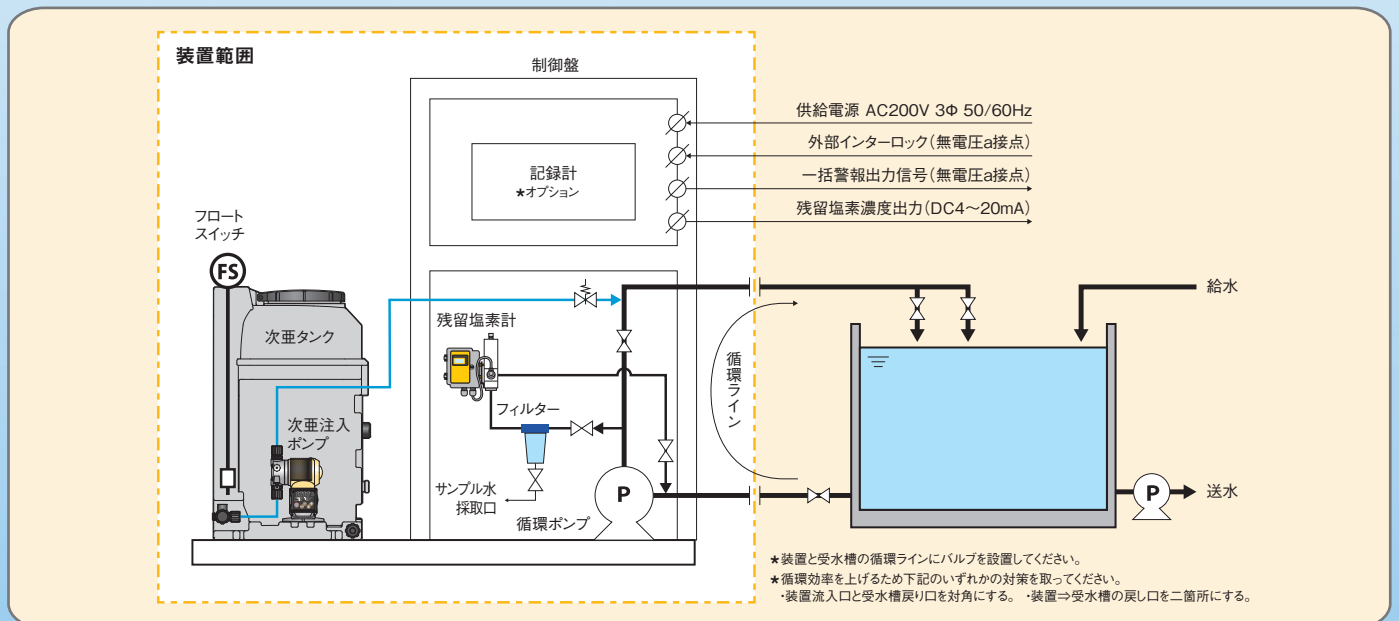 装置範囲
制御盤
供給電源 AC200V 3Φ 50/60Hz
外部インターロック(無電圧a接点)
一括警報出力信号(無電圧a接点)
残留塩素濃度出力(DC4～20mA)
記録計
★オプション
フロート
スイッチ
FS
次亜タンク
次亜注入
ポンプ
残留塩素計
フィルター
サンプル水
採取口
循環ポンプ
P
循環ライン
給水
P
送水
★装置と受水槽の循環ラインにバルブを設置してください。
★循環効率を上げるため下記のいずれかの対策を取ってください。
・装置流入口と受水槽戻り口を対角にする。 ・装置⇒受水槽の戻し口を二箇所にする。